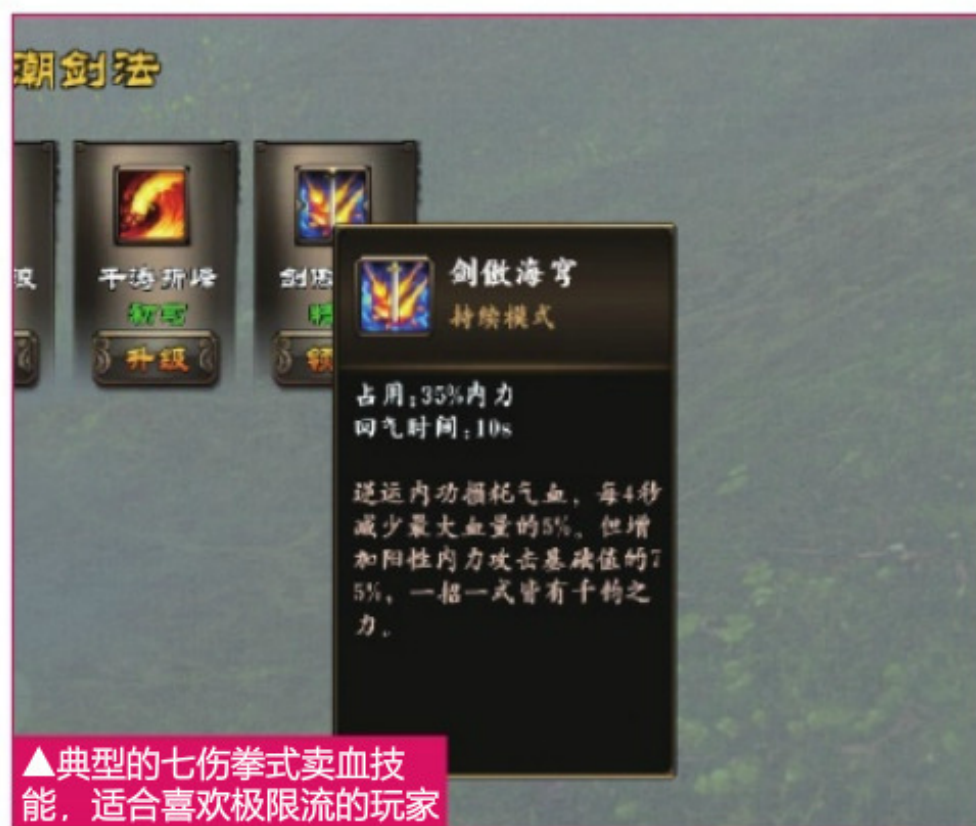 潮剑法
千海折峰
初窍
升级
剑傲海穹
持续模式
占用：35%内力
回气时间：10s
逆运内功损耗气血，每4秒
减少最大血量的5%。但增
加阳性内力攻击基础值的7
5%，一招一式皆有千钧之
力。
▲典型的七伤拳式卖血技
能，适合喜欢极限流的玩家